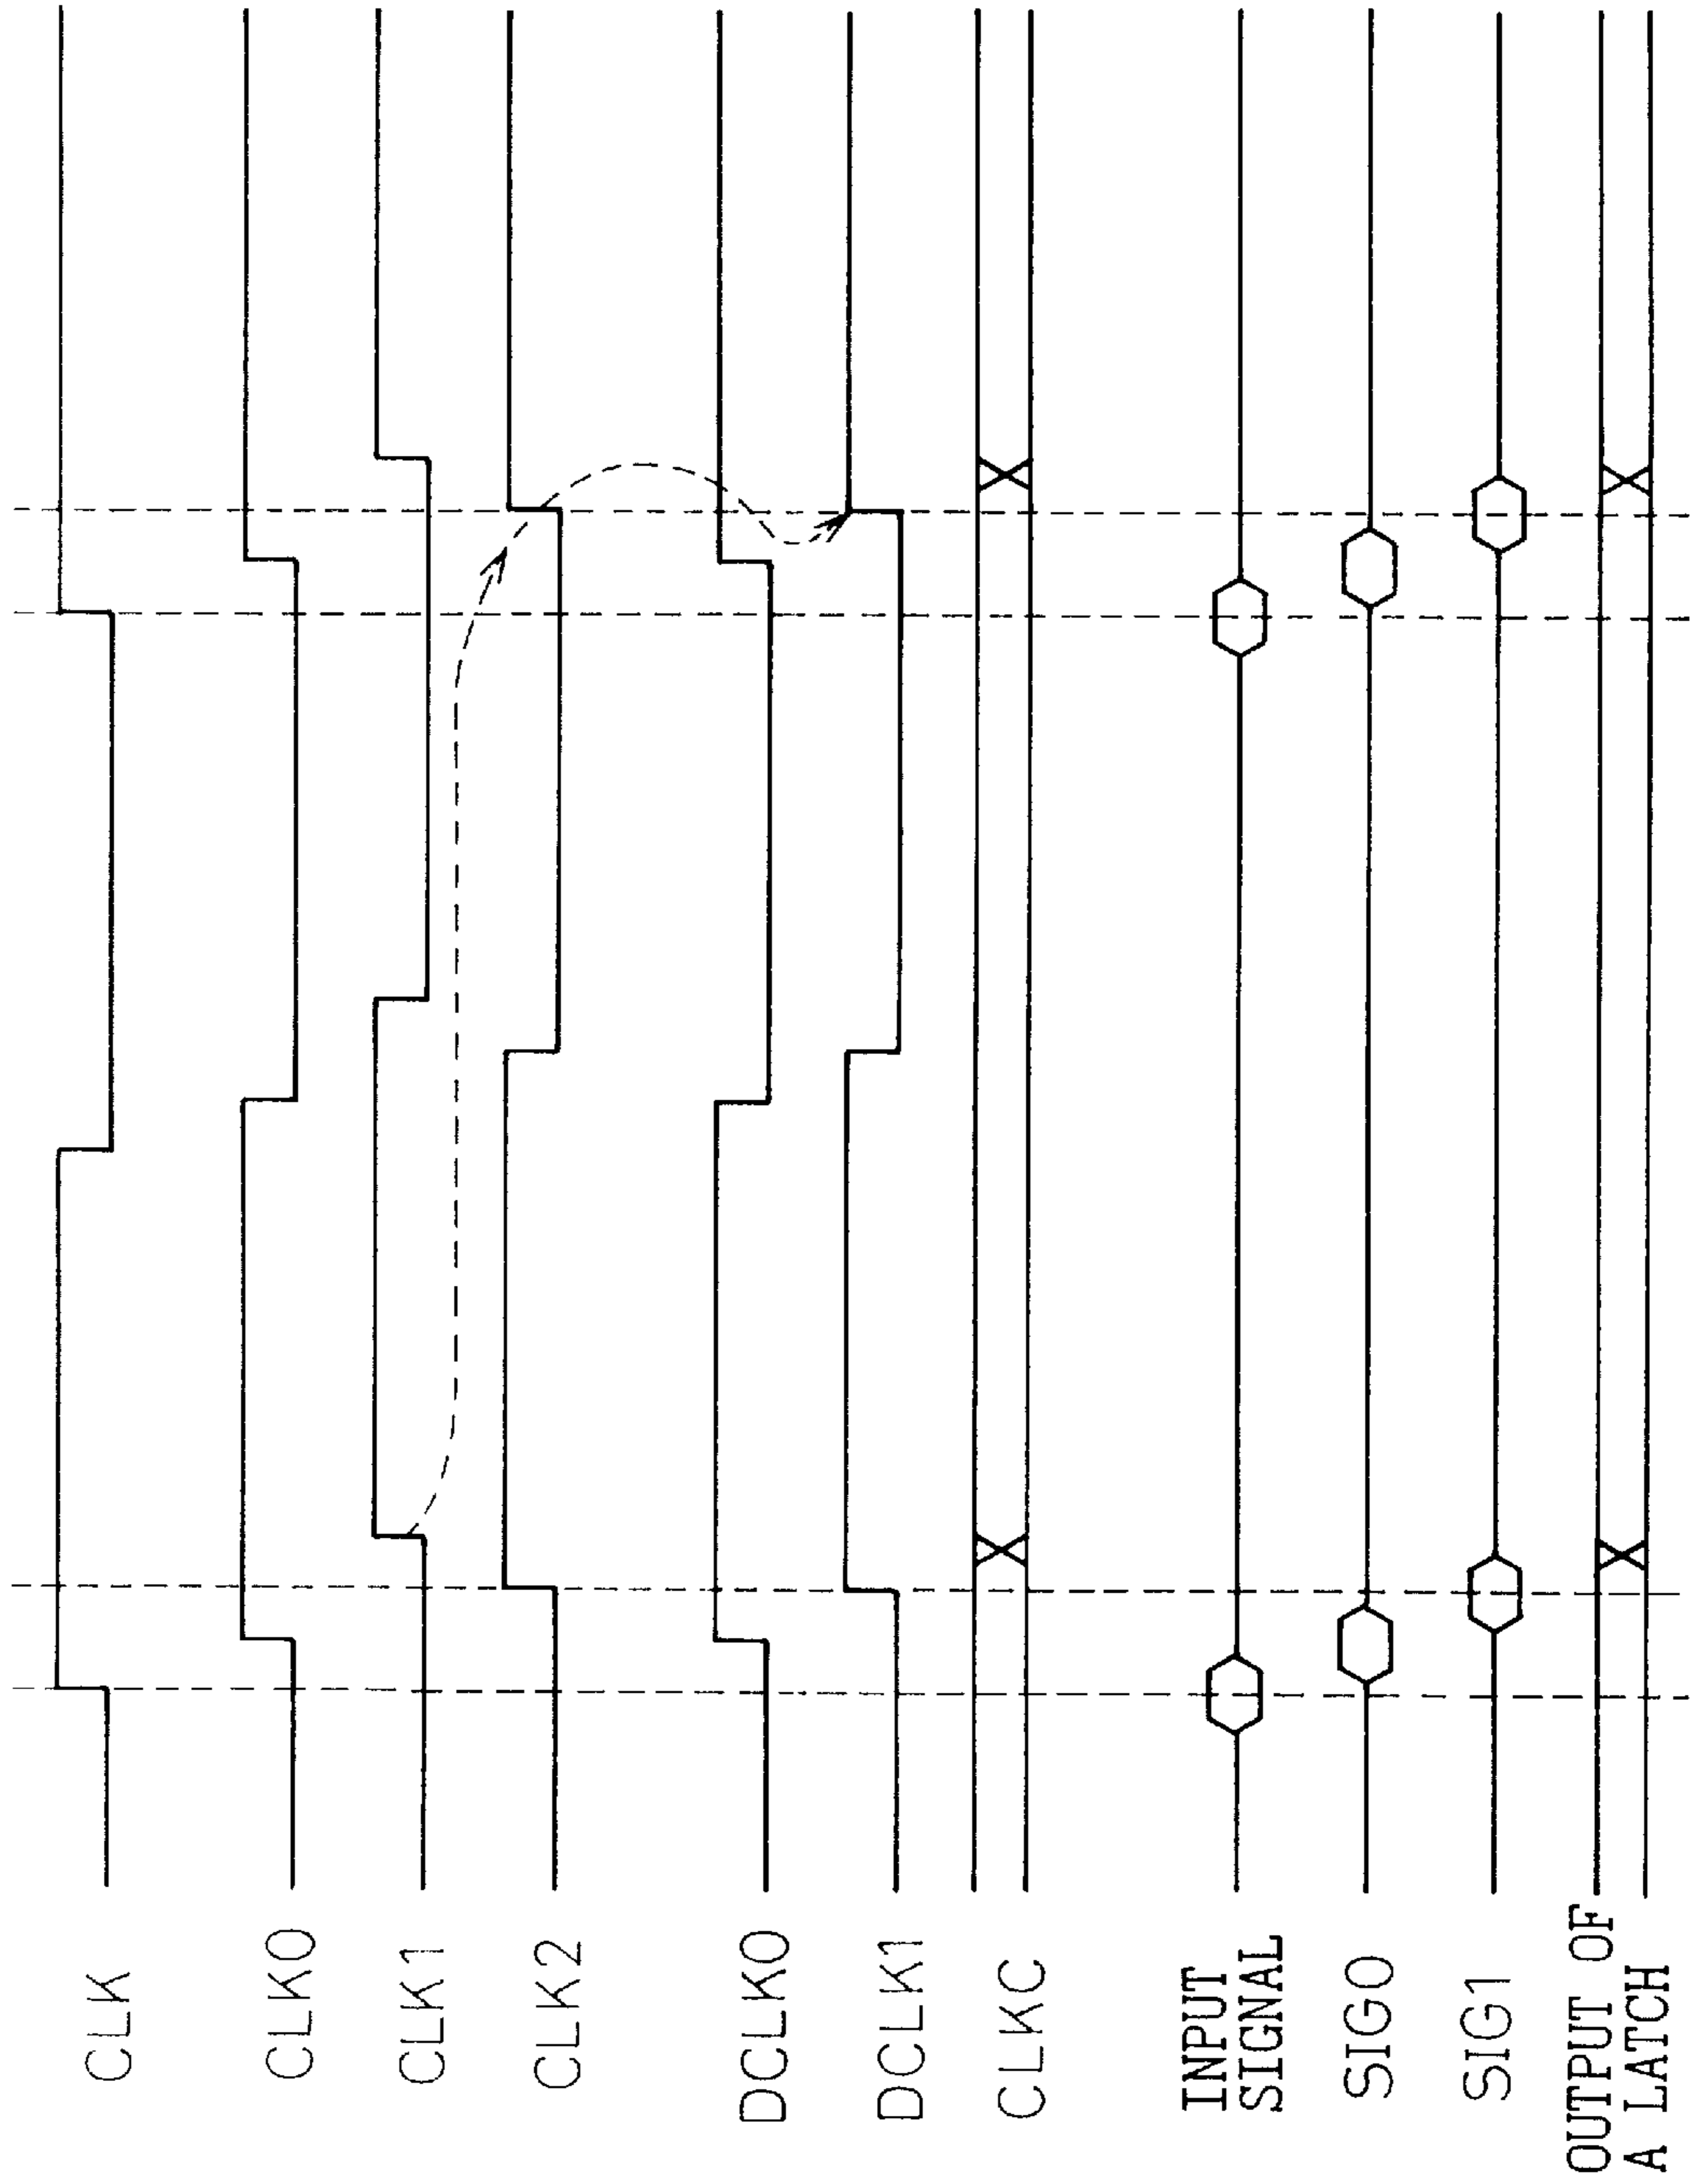 CLK
CLK0
CLK1
CLK2
DCLK0
DCLK1
CLKC
INPUT
SIGNAL
SIG0
SIG1
OUTPUT OF
A LATCH